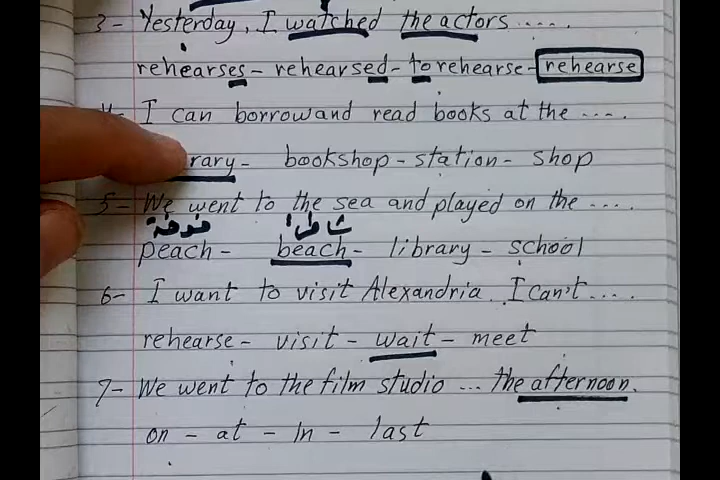 3- Yesterday, I watched the actors .....
rehearses - rehearsed - to rehearse - rehearse
I can borrow and read books at the ....
rary - bookshop - station - shop
5- We went to the sea and played on the ....
خوخة شاطئ
peach - beach - library - school
6- I want to visit Alexandria. I can't ....
rehearse - visit - wait - meet
7- We went to the film studio ... the afternoon.
on - at - In - last